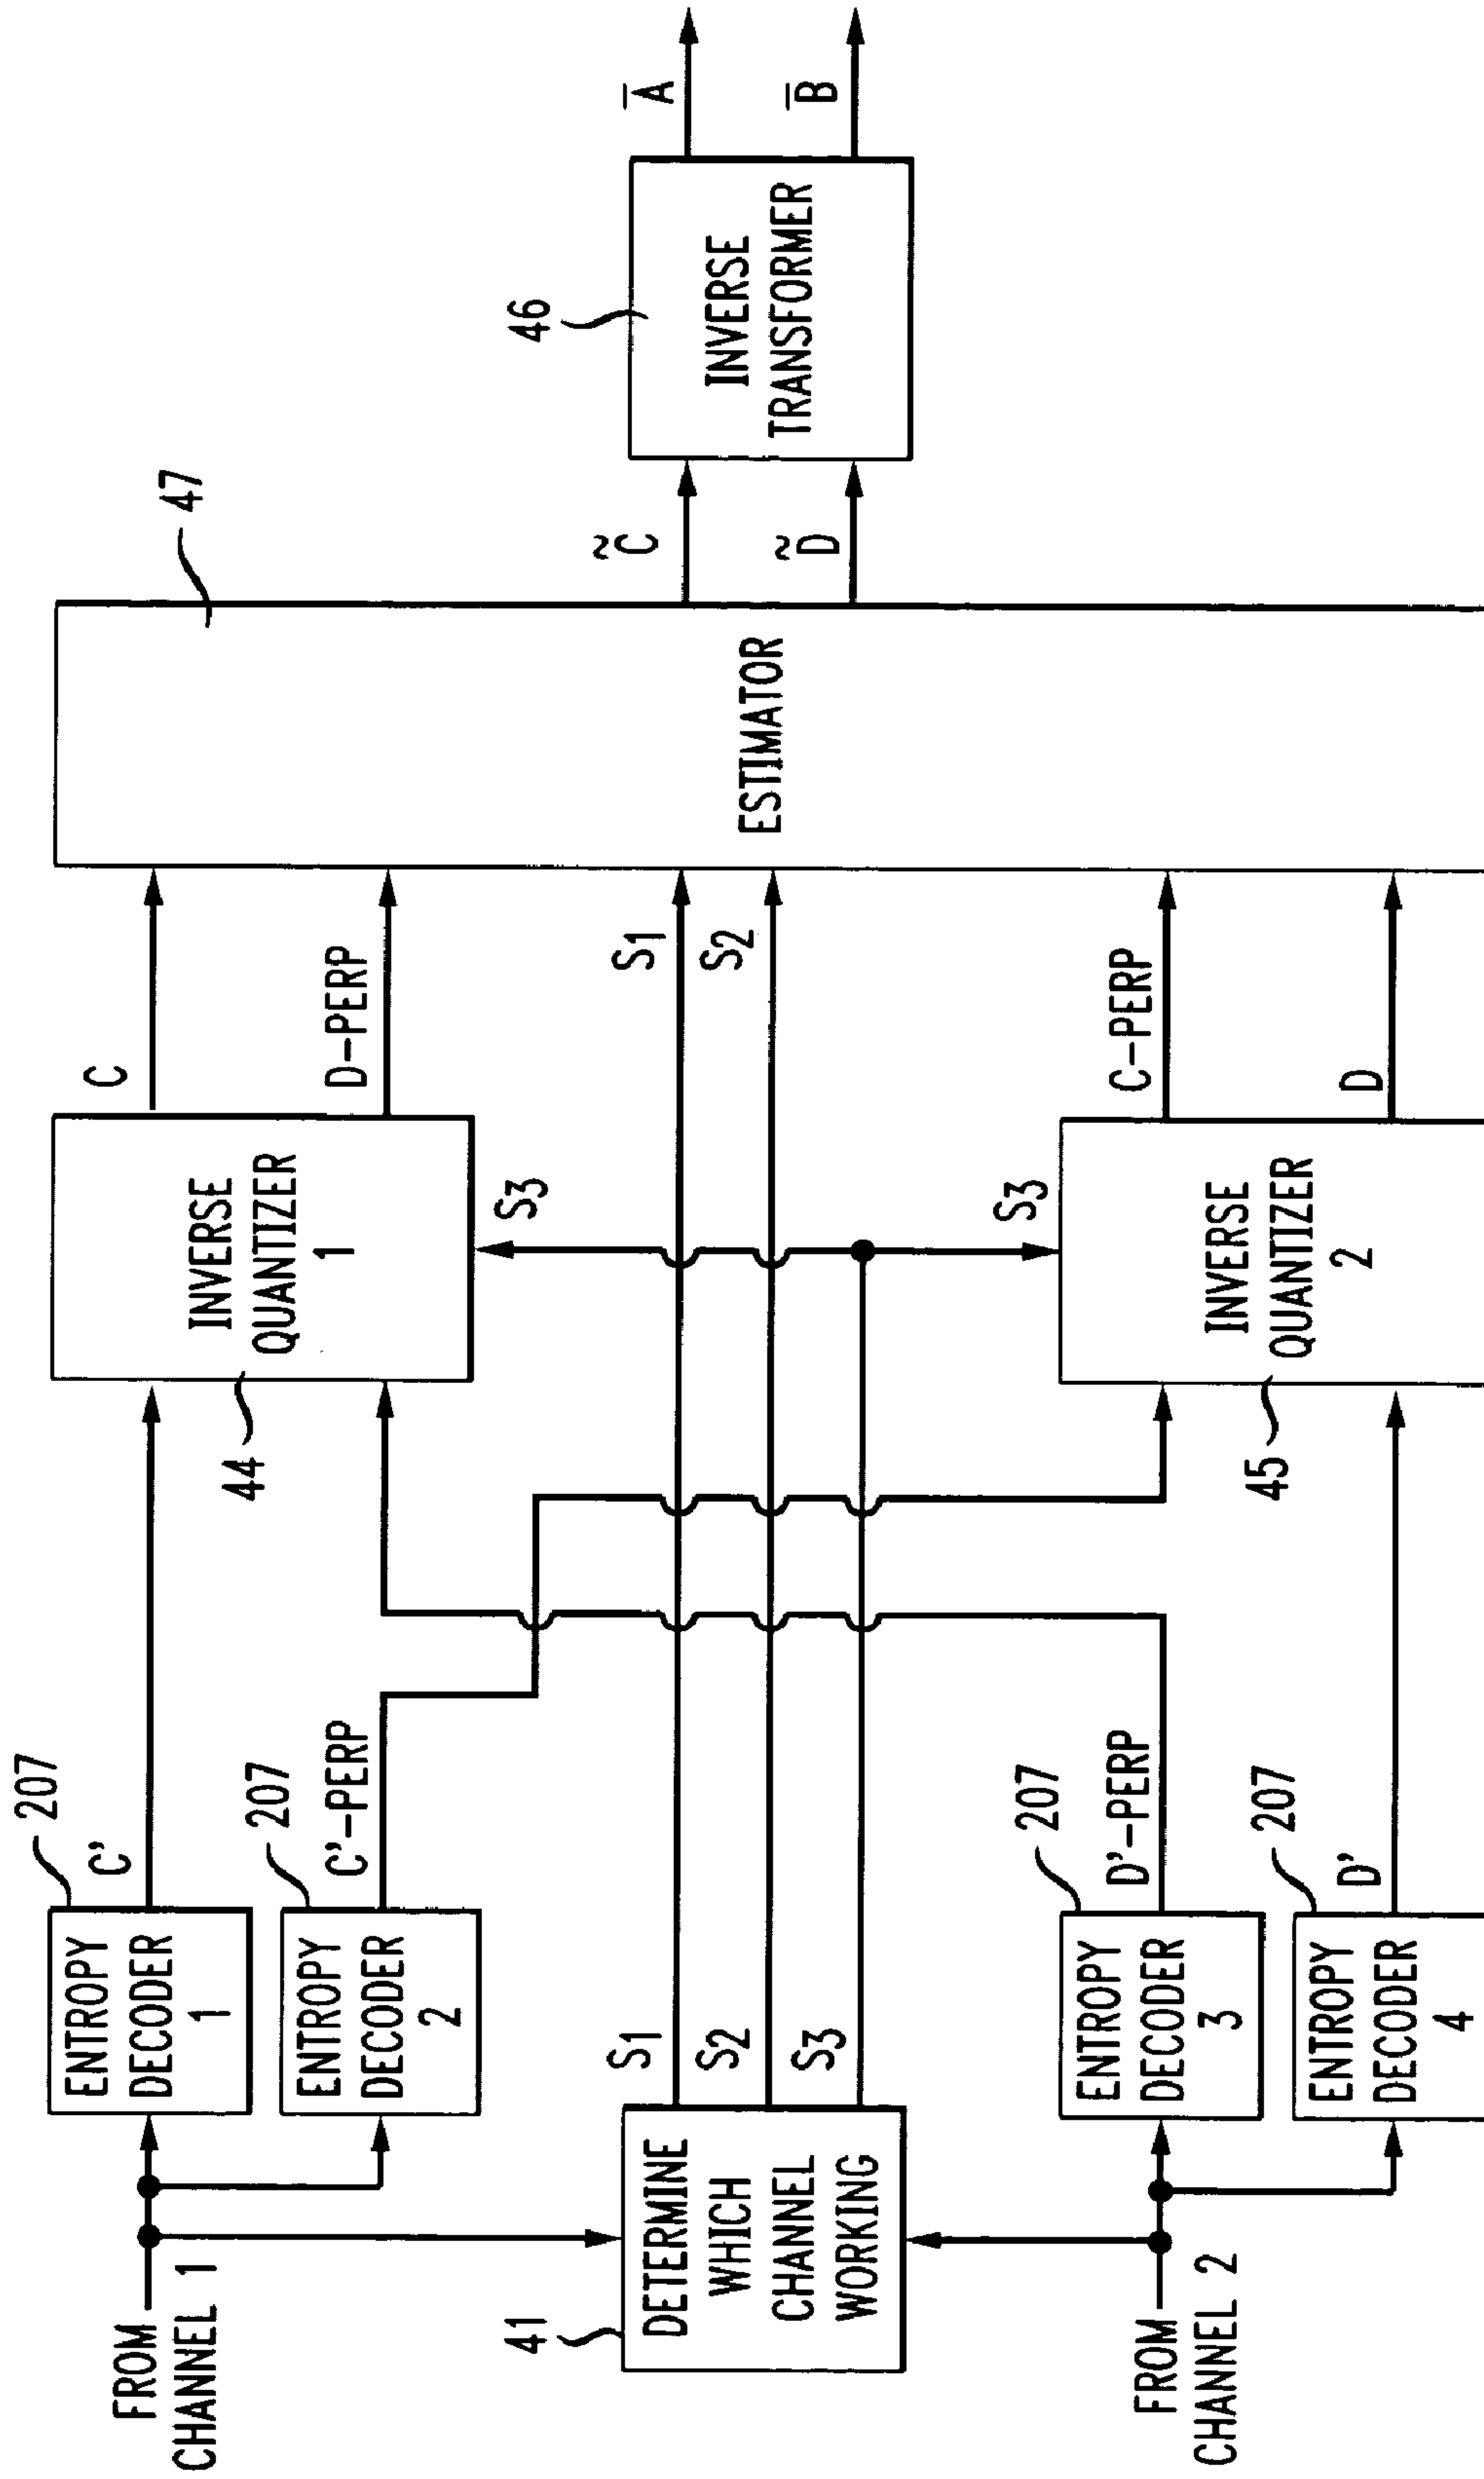 FROM
CHANNEL 1
207
ENTROPY
DECODER
1
C'
207
ENTROPY
DECODER
2
C'-PERP
41
DETERMINE
WHICH
CHANNEL
WORKING
S1
S2
S3
FROM
CHANNEL 2
207
ENTROPY
DECODER
3
D'-PERP
207
ENTROPY
DECODER
4
D'
44
INVERSE
QUANTIZER
1
S3
C
D-PERP
S1
S2
45
INVERSE
QUANTIZER
2
S3
C-PERP
D
47
ESTIMATOR
C̃
D̃
46
INVERSE
TRANSFORMER
A̅
B̅